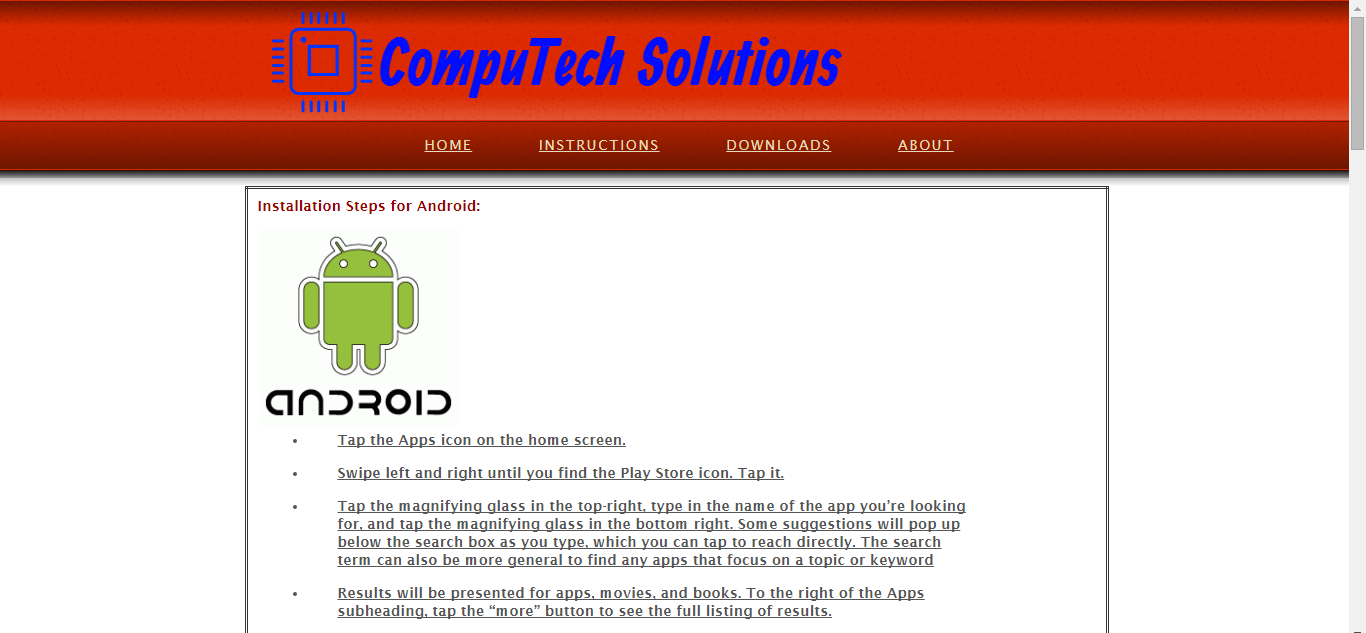 CompuTech Solutions
HOME INSTRUCTIONS DOWNLOADS ABOUT
Installation Steps for Android:
ANDROID
• Tap the Apps icon on the home screen.
• Swipe left and right until you find the Play Store icon. Tap it.
• Tap the magnifying glass in the top-right, type in the name of the app you’re looking
for, and tap the magnifying glass in the bottom right. Some suggestions will pop up
below the search box as you type, which you can tap to reach directly. The search
term can also be more general to find any apps that focus on a topic or keyword
• Results will be presented for apps, movies, and books. To the right of the Apps
subheading, tap the “more” button to see the full listing of results.